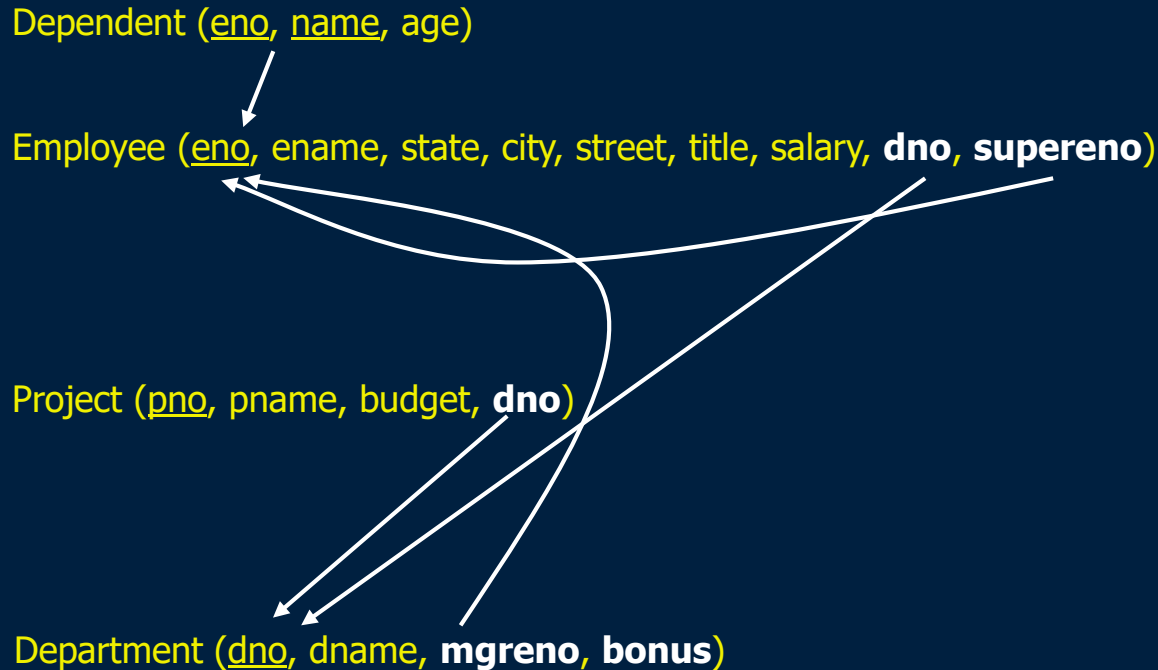 Dependent (eno, name, age)
Employee (eno, ename, state, city, street, title, salary, dno, supereno)
Project (pno, pname, budget, dno)
Department (dno, dname, mgreno, bonus)